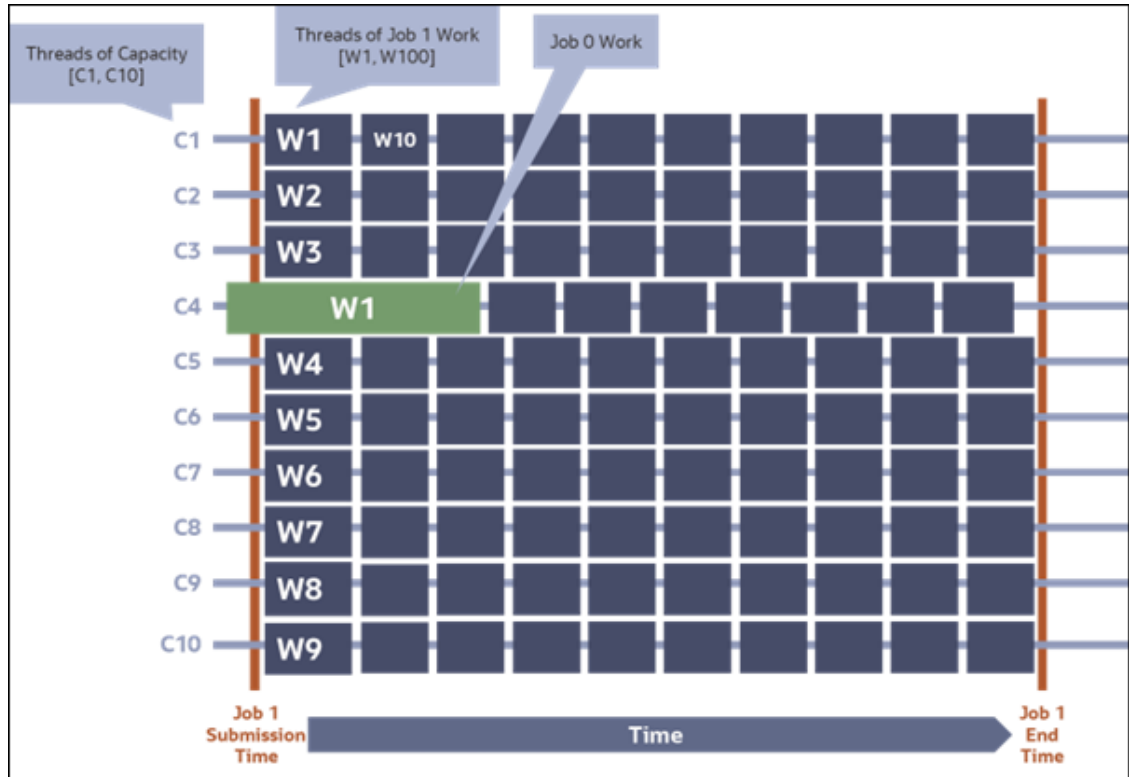 Threads of Capacity
[C1, C10]
Threads of Job 1 Work
[W1, W100]
Job 0 Work
C1
W1
W10
C2
W2
C3
W3
C4
W1
C5
W4
C6
W5
C7
W6
C8
W7
C9
W8
C10
W9
Job 1
Submission
Time
Time
Job 1
End
Time